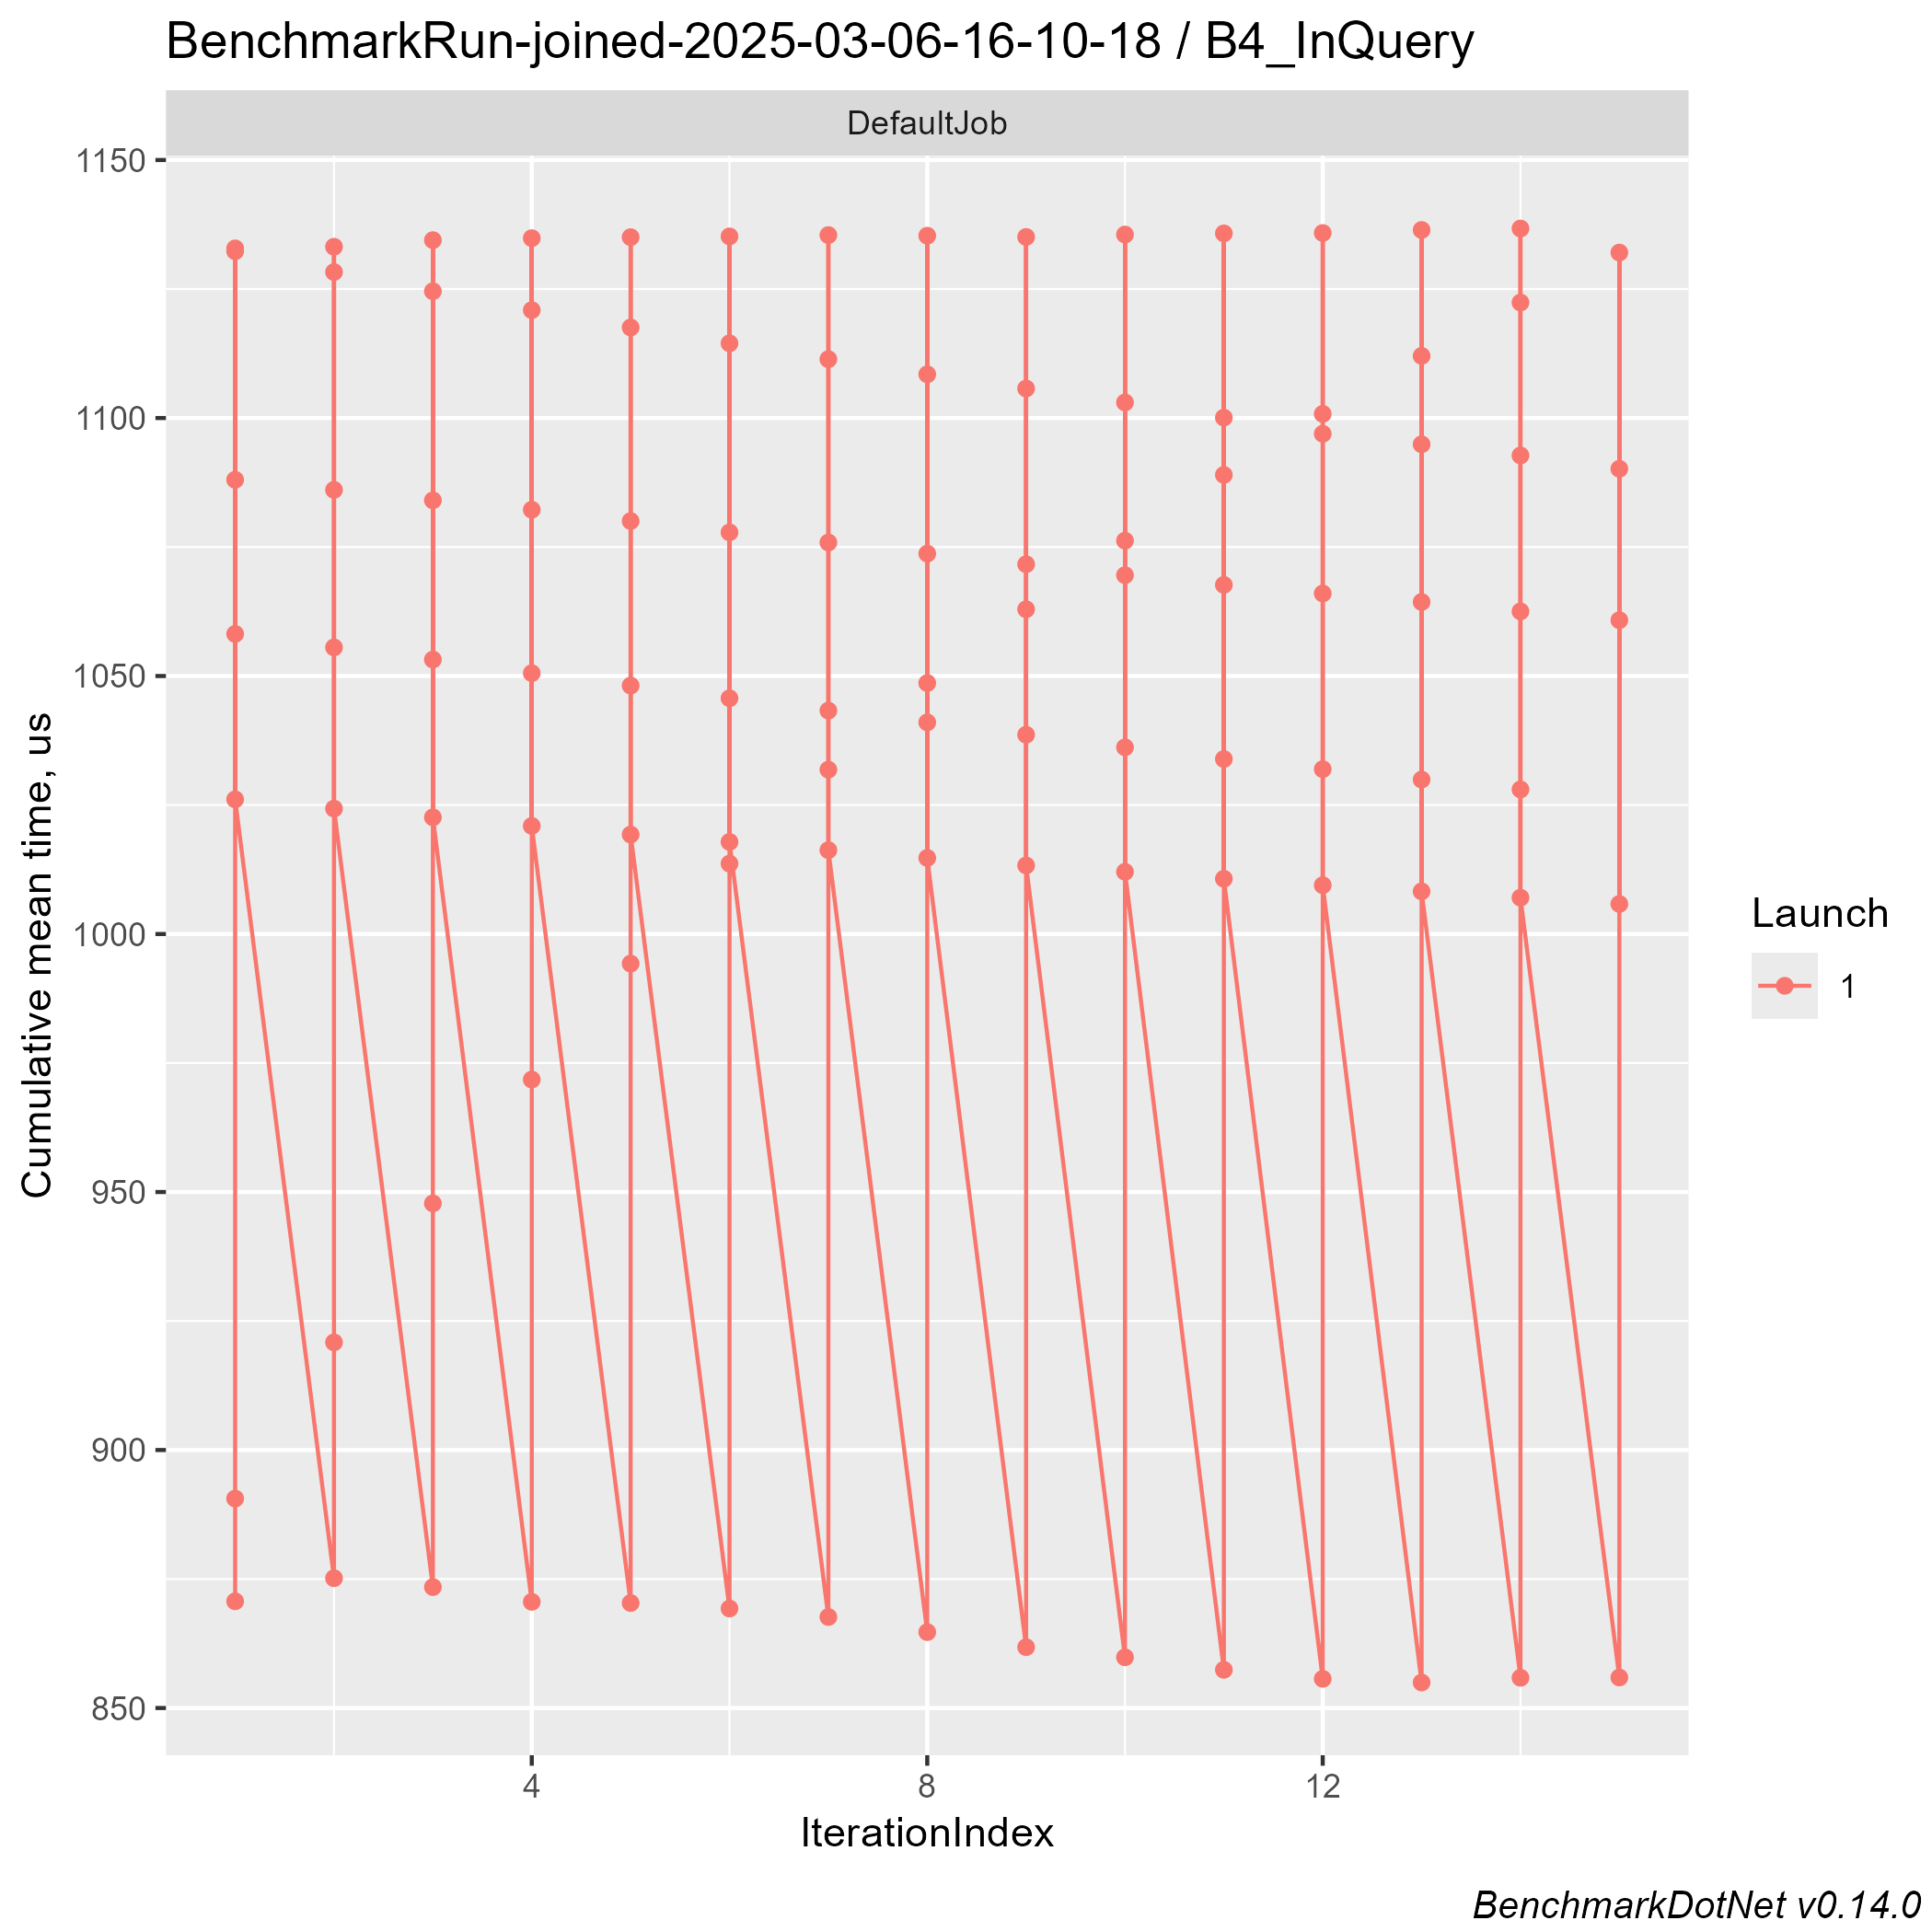 BenchmarkRun-joined-2025-03-06-16-10-18 / B4_InQuery
DefaultJob
1150
1100
1050
1000
950
900
850
Cumulative mean time, us
4
8
12
IterationIndex
Launch
1
BenchmarkDotNet v0.14.0